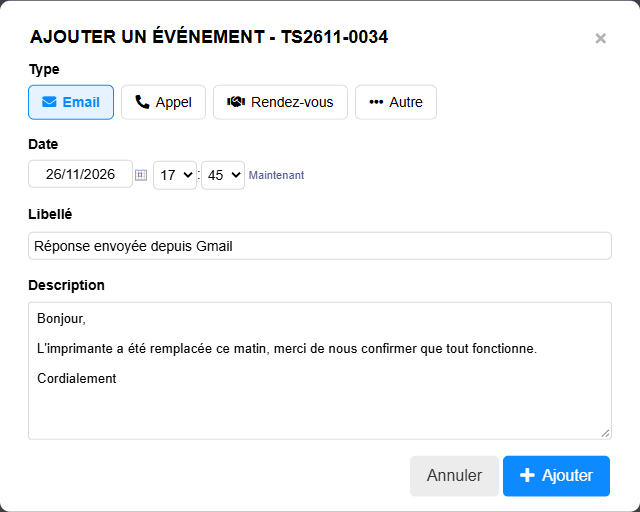 AJOUTER UN ÉVÉNEMENT - TS2611-0034 ×
Type
Email Appel Rendez-vous Autre
Date
26/11/2026 17 : 45 Maintenant
Libellé
Réponse envoyée depuis Gmail
Description
Bonjour,
L'imprimante a été remplacée ce matin, merci de nous confirmer que tout fonctionne.
Cordialement
Annuler + Ajouter